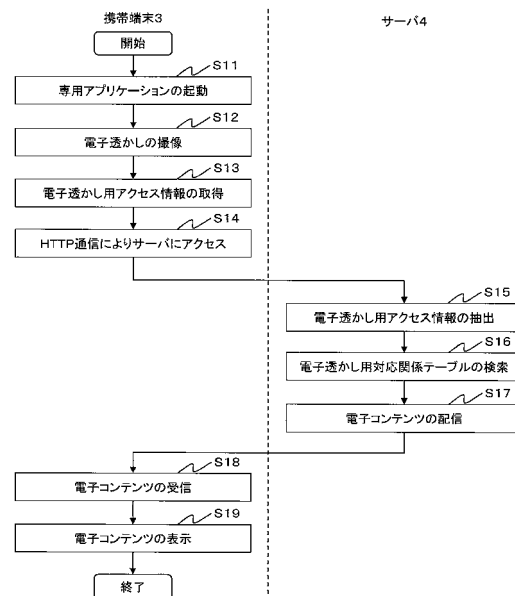 携帯端末3
サーバ4
開始
S11
専用アプリケーションの起動
S12
電子透かしの撮像
S13
電子透かし用アクセス情報の取得
S14
HTTP通信によりサーバにアクセス
S15
電子透かし用アクセス情報の抽出
S16
電子透かし用対応関係テーブルの検索
S17
電子コンテンツの配信
S18
電子コンテンツの受信
S19
電子コンテンツの表示
終了